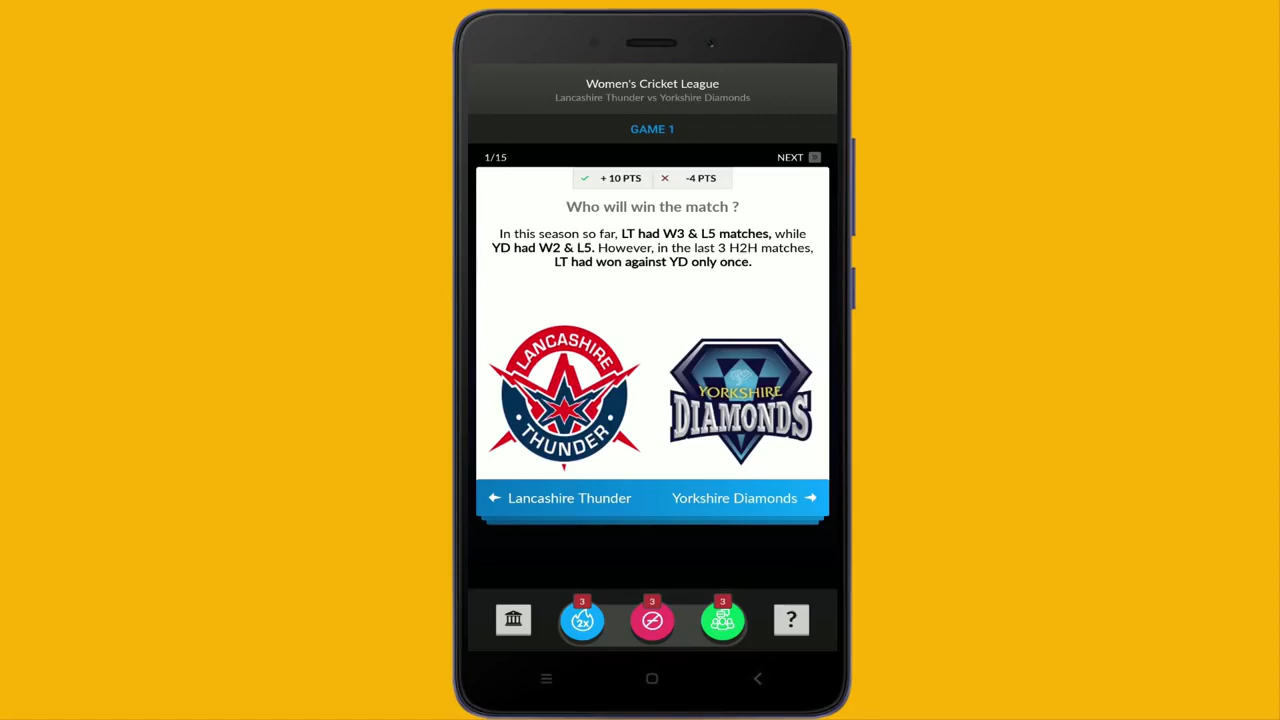 Women's Cricket League
Lancashire Thunder vs Yorkshire Diamonds
GAME 1
1/15
NEXT
+ 10 PTS
-4 PTS
Who will win the match ?
In this season so far, LT had W3 & L5 matches, while
YD had W2 & L5. However, in the last 3 H2H matches,
LT had won against YD only once.
LANCASHIRE
THUNDER
YORKSHIRE
DIAMONDS
Lancashire Thunder
Yorkshire Diamonds
3
3
3
2x
?